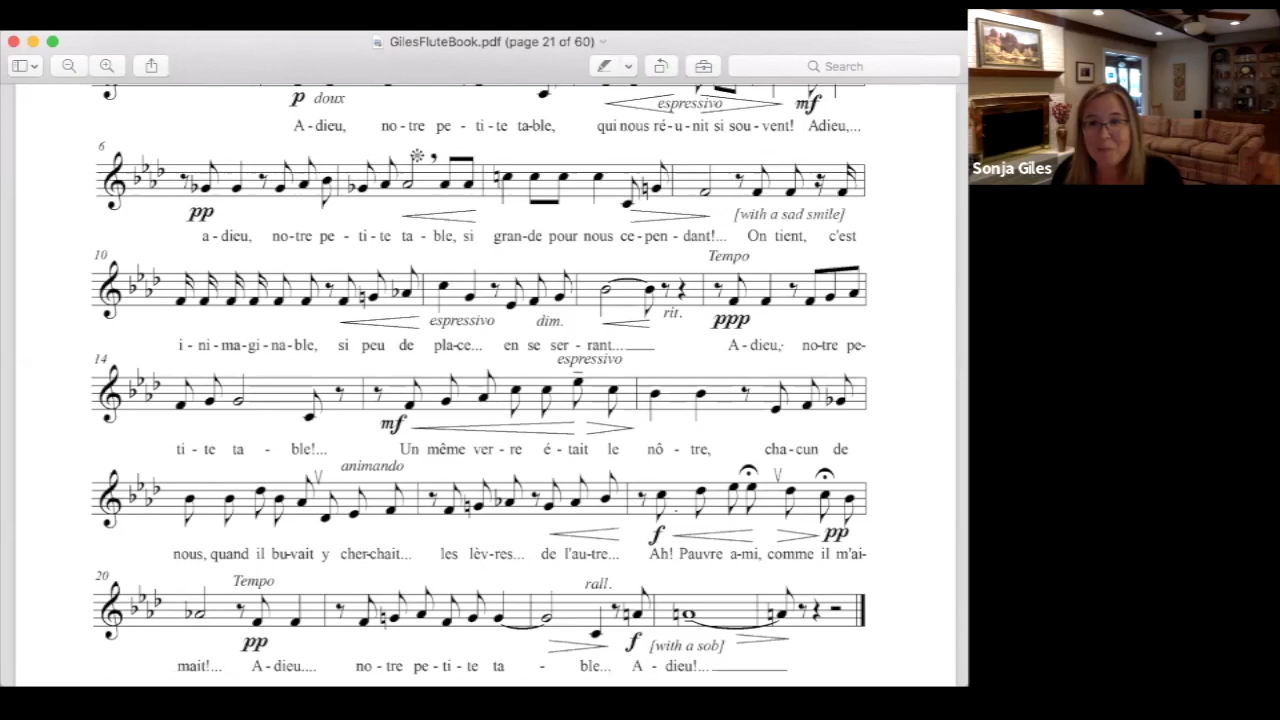 GilesFluteBook.pdf (page 21 of 60)
Search
Sonja Giles
p doux
espressivo mf
A - dieu, no - tre pe - ti - te ta - ble, qui nous ré - u - nit si sou - vent! Adieu,...
6
pp
[with a sad smile]
a - dieu, no - tre pe - ti - te ta - ble, si gran - de pour nous ce - pen - dant!... On tient, c'est
10
Tempo
espressivo dim. rit. ppp
i - ni - ma - gi - na - ble, si peu de pla - ce... en se ser - rant... A - dieu, no - tre pe -
14
espressivo
mf
ti - te ta - ble!... Un même ver - re é - tait le nô - tre, cha - cun de
animando
f pp
nous, quand il bu - vait y cher - chait... les lèv - res... de l'au - tre... Ah! Pauvre a - mi, comme il m'ai -
20
Tempo rall.
pp f [with a sob]
mait!... A - dieu.... no - tre pe - ti - te ta - ble... A - dieu!...